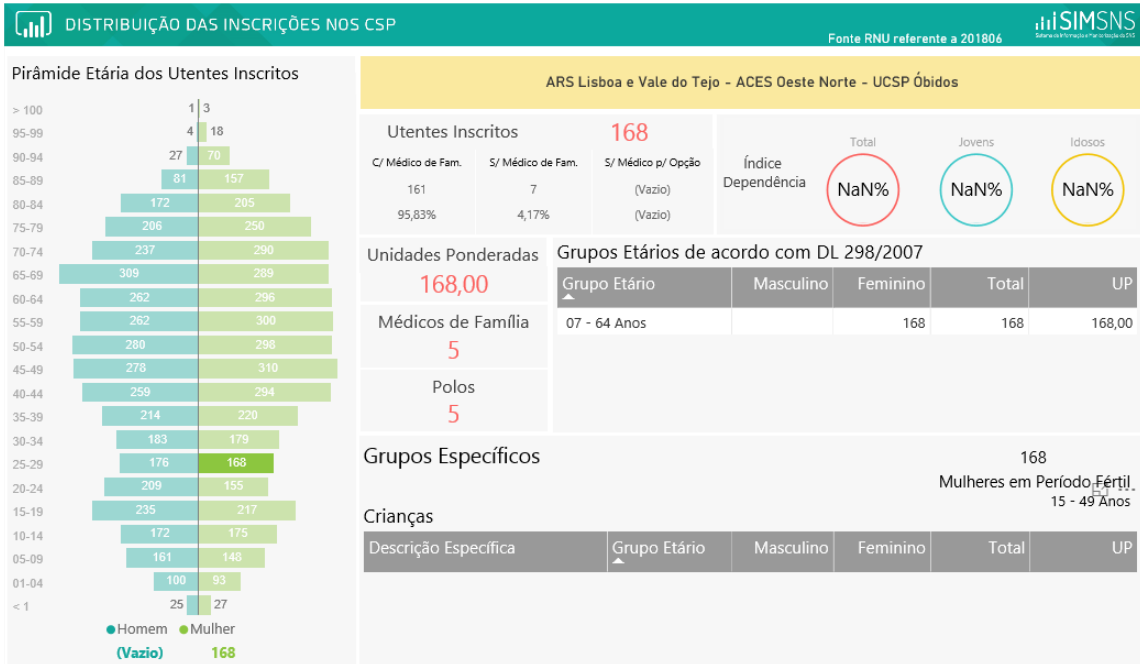 DISTRIBUIÇÃO DAS INSCRIÇÕES NOS CSP
Fonte RNU referente a 201806
SIMSNS
Pirâmide Etária dos Utentes Inscritos
> 100 1 3
95-99 4 18
90-94 27 70
85-89 81 157
80-84 172 205
75-79 206 250
70-74 237 290
65-69 309 289
60-64 262 296
55-59 262 300
50-54 280 298
45-49 278 310
40-44 259 294
35-39 214 220
30-34 183 179
25-29 176 168
20-24 209 155
15-19 235 217
10-14 172 175
05-09 161 148
01-04 100 93
< 1 25 27
Homem Mulher
(Vazio) 168
ARS Lisboa e Vale do Tejo - ACES Oeste Norte - UCSP Óbidos
Utentes Inscritos 168
C/ Médico de Fam. S/ Médico de Fam. S/ Médico p/ Opção
161 7 (Vazio)
95,83% 4,17% (Vazio)
Índice Dependência
Total Jovens Idosos
NaN% NaN% NaN%
Unidades Ponderadas
168,00
Médicos de Família
5
Polos
5
Grupos Etários de acordo com DL 298/2007
Grupo Etário Masculino Feminino Total UP
07 - 64 Anos 168 168 168,00
Grupos Específicos
168
Mulheres em Período Fértil
15 - 49 Anos
Crianças
Descrição Específica Grupo Etário Masculino Feminino Total UP